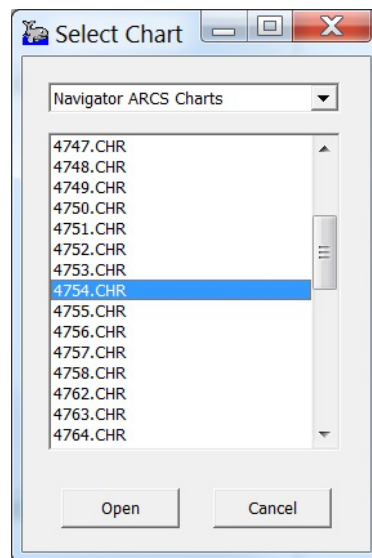 Select Chart
Navigator ARCS Charts
4747.CHR
4748.CHR
4749.CHR
4750.CHR
4751.CHR
4752.CHR
4753.CHR
4754.CHR
4755.CHR
4756.CHR
4757.CHR
4758.CHR
4762.CHR
4763.CHR
4764.CHR
Open Cancel